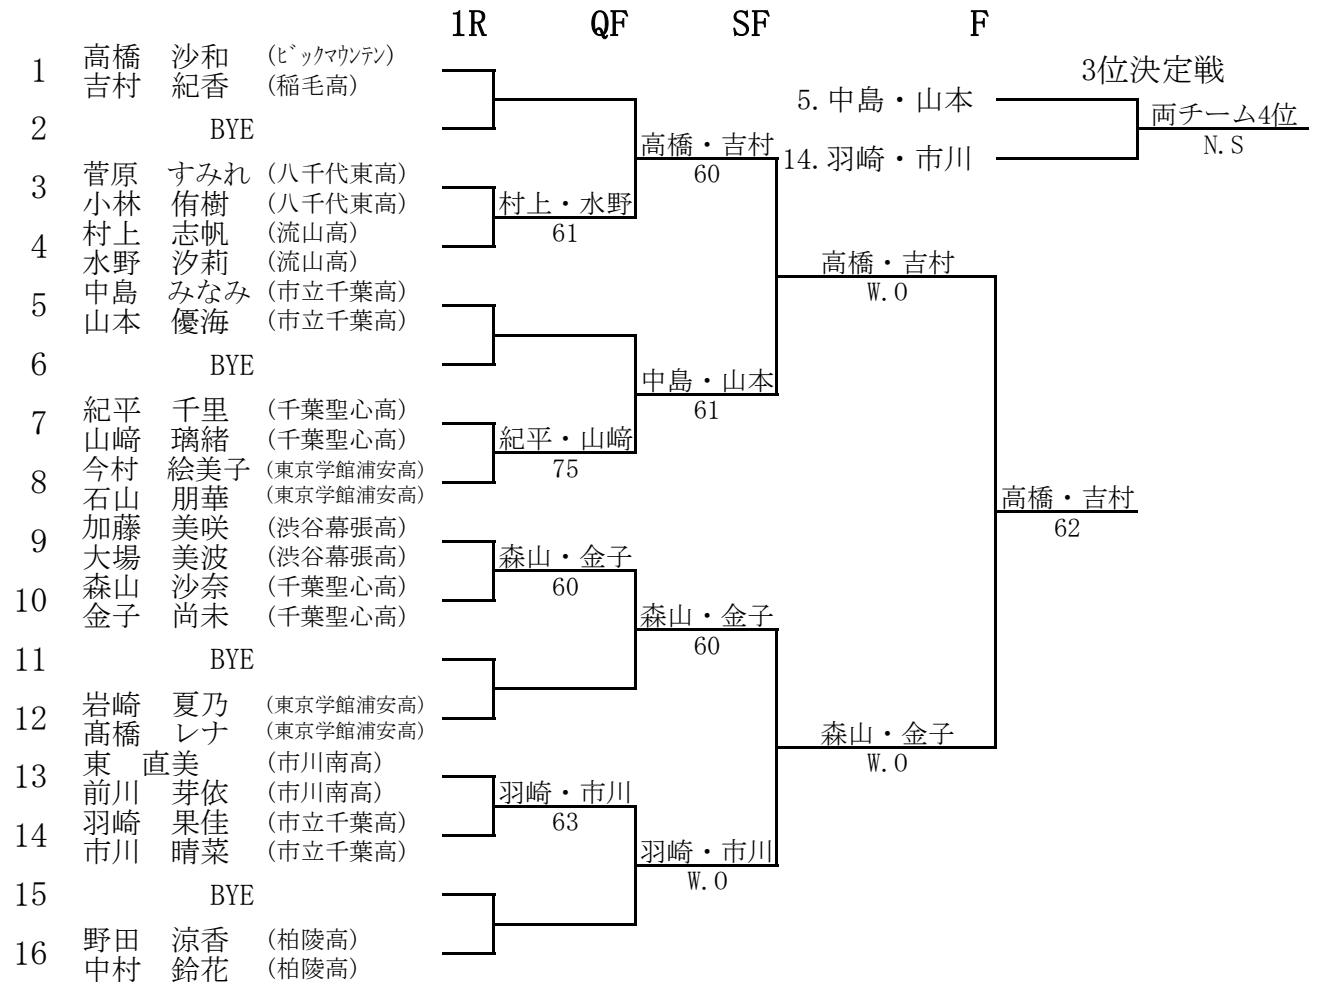 1R QF SF F
1 高橋 沙和 (ﾋﾞｯｸﾏｳﾝﾃﾝ)
吉村 紀香 (稲毛高)
2 BYE
3 菅原 すみれ (八千代東高)
小林 侑樹 (八千代東高)
4 村上 志帆 (流山高)
水野 汐莉 (流山高)
5 中島 みなみ (市立千葉高)
山本 優海 (市立千葉高)
6 BYE
7 紀平 千里 (千葉聖心高)
山﨑 璃緒 (千葉聖心高)
8 今村 絵美子 (東京学館浦安高)
石山 朋華 (東京学館浦安高)
9 加藤 美咲 (渋谷幕張高)
大場 美波 (渋谷幕張高)
10 森山 沙奈 (千葉聖心高)
金子 尚未 (千葉聖心高)
11 BYE
12 岩崎 夏乃 (東京学館浦安高)
髙橋 レナ (東京学館浦安高)
13 東 直美 (市川南高)
前川 芽依 (市川南高)
14 羽崎 果佳 (市立千葉高)
市川 晴菜 (市立千葉高)
15 BYE
16 野田 涼香 (柏陵高)
中村 鈴花 (柏陵高)
村上・水野
61
紀平・山﨑
75
森山・金子
60
羽崎・市川
63
高橋・吉村
60
中島・山本
61
森山・金子
60
羽崎・市川
W.O
高橋・吉村
W.O
森山・金子
W.O
高橋・吉村
62
3位決定戦
5. 中島・山本
14. 羽崎・市川
両チーム4位
N.S